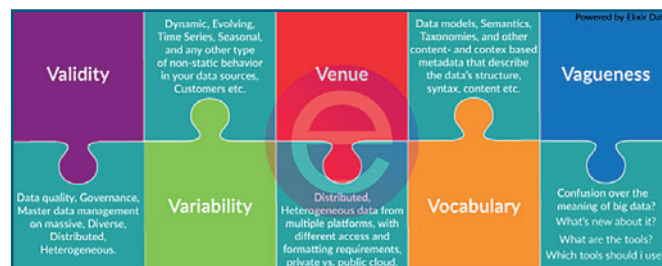 Powered by Elixir Dat
Validity
Data quality, Governance,
Master data management
on massive, Diverse,
Distributed,
Heterogeneous.
Dynamic, Evolving,
Time Series, Seasonal,
and any other type
of non-static behavior
in your data sources,
Customers etc.
Variability
Venue
Distributed,
Heterogeneous data from
multiple platforms, with
different access and
formatting requirements,
private vs. public cloud.
Data models, Semantics,
Taxonomies, and other
content- and contex based
metadata that describe
the data's structure,
syntax, content etc.
Vocabulary
Vagueness
Confusion over the
meaning of big data?
What's new about it?
What are the tools?
Which tools should i use